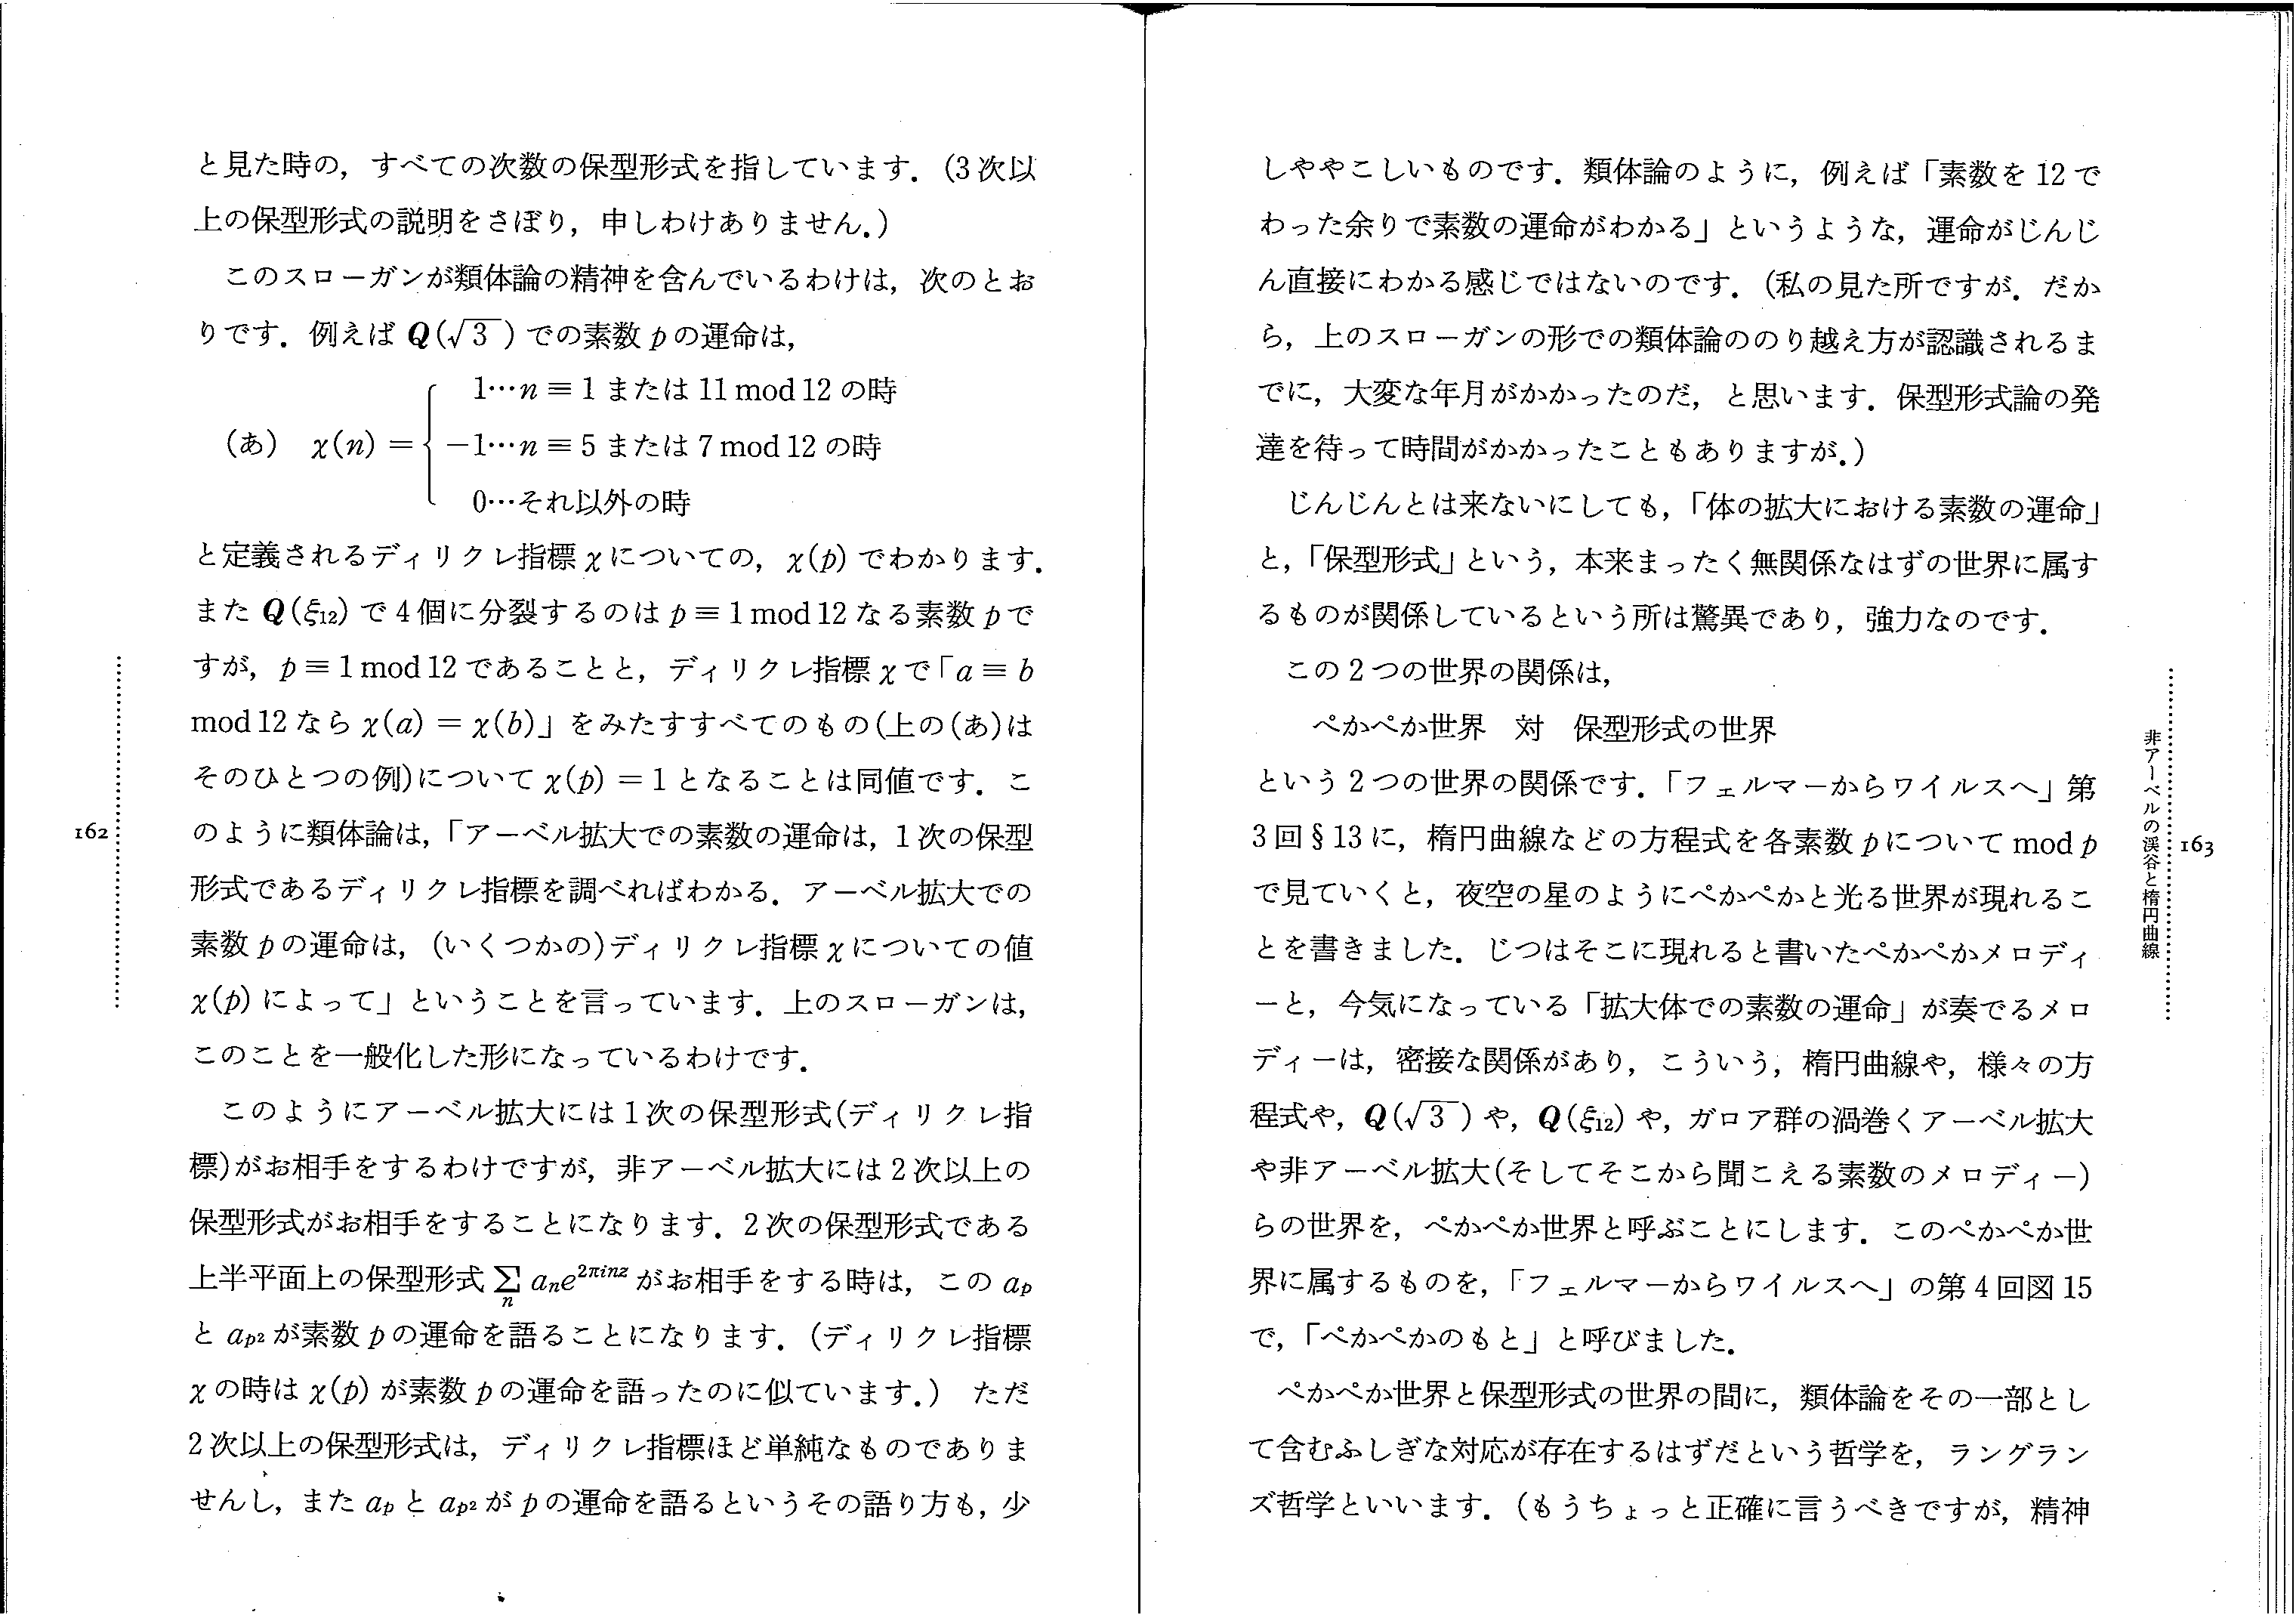 と見た時の，すべての次数の保型形式を指しています．(3次以
上の保型形式の説明をさぼり，申しわけありません．)
このスローガンが類体論の精神を含んでいるわけは，次のとお
りです．例えば Q(√3) での素数 p の運命は，
1…n ≡ 1 または 11 mod 12 の時
(あ) χ(n) = { −1…n ≡ 5 または 7 mod 12 の時
0…それ以外の時
と定義されるディリクレ指標 χ についての，χ(p) でわかります．
また Q(ξ₁₂) で4個に分裂するのは p ≡ 1 mod 12 なる素数 p で
すが，p ≡ 1 mod 12 であることと，ディリクレ指標 χ で「a ≡ b
mod 12 なら χ(a) = χ(b)」をみたすすべてのもの(上の(あ)は
そのひとつの例)について χ(p) = 1 となることは同値です．こ
のように類体論は，「アーベル拡大での素数の運命は，1次の保型
形式であるディリクレ指標を調べればわかる．アーベル拡大での
素数 p の運命は，(いくつかの)ディリクレ指標 χ についての値
χ(p) によって」ということを言っています．上のスローガンは，
このことを一般化した形になっているわけです．
このようにアーベル拡大には1次の保型形式(ディリクレ指
標)がお相手をするわけですが，非アーベル拡大には2次以上の
保型形式がお相手をすることになります．2次の保型形式である
上半平面上の保型形式 ∑_n a_n e^{2πinz} がお相手をする時は，この a_p
と a_{p²} が素数 p の運命を語ることになります．(ディリクレ指標
χ の時は χ(p) が素数 p の運命を語ったのに似ています．) ただ
2次以上の保型形式は，ディリクレ指標ほど単純なものでありま
せんし，また a_p と a_{p²} が p の運命を語るというその語り方も，少
162
しややこしいものです．類体論のように，例えば「素数を12で
わった余りで素数の運命がわかる」というような，運命がじんじ
ん直接にわかる感じではないのです．(私の見た所ですが．だか
ら，上のスローガンの形での類体論ののり越え方が認識されるま
でに，大変な年月がかかったのだ，と思います．保型形式論の発
達を待って時間がかかったこともありますが．)
じんじんとは来ないにしても，「体の拡大における素数の運命」
と，「保型形式」という，本来まったく無関係なはずの世界に属す
るものが関係しているという所は驚異であり，強力なのです．
この2つの世界の関係は，
ぺかぺか世界 対 保型形式の世界
という2つの世界の関係です．「フェルマーからワイルスへ」第
3回§13に，楕円曲線などの方程式を各素数 p について mod p
で見ていくと，夜空の星のようにぺかぺかと光る世界が現れるこ
とを書きました．じつはそこに現れると書いたぺかぺかメロディ
ーと，今気になっている「拡大体での素数の運命」が奏でるメロ
ディーは，密接な関係があり，こういう，楕円曲線や，様々の方
程式や，Q(√3) や，Q(ξ₁₂) や，ガロア群の渦巻くアーベル拡大
や非アーベル拡大(そしてそこから聞こえる素数のメロディー)
らの世界を，ぺかぺか世界と呼ぶことにします．このぺかぺか世
界に属するものを，「フェルマーからワイルスへ」の第4回図15
で，「ぺかぺかのもと」と呼びました．
ぺかぺか世界と保型形式の世界の間に，類体論をその一部とし
て含むふしぎな対応が存在するはずだという哲学を，ラングラン
ズ哲学といいます．(もうちょっと正確に言うべきですが，精神
非アーベルの渓谷と楕円曲線
163